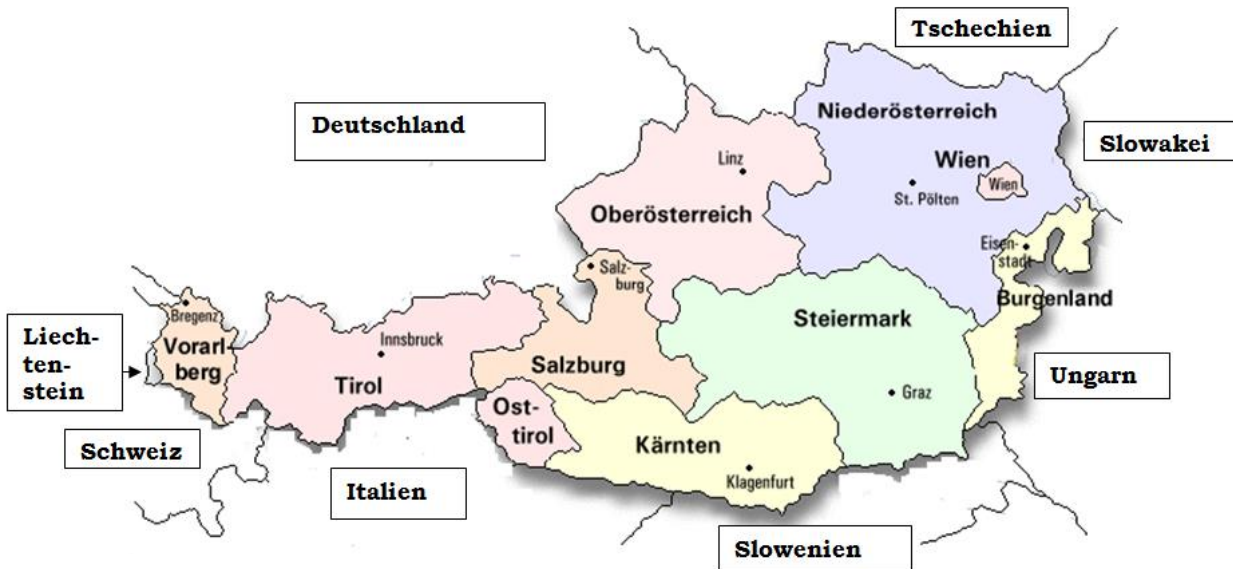 Tschechien
Deutschland
Niederösterreich
Slowakei
Linz
Wien
Wien
St. Pölton
Oberösterreich
Eisen-
stadt
Salz-
burg
Burgenland
Bregenz
Steiermark
Liech-
ten-
stein
Vorarl-
berg
Innsbruck
Tirol
Salzburg
Ungarn
Graz
Ost-
tirol
Schweiz
Kärnten
Klagenfurt
Italien
Slowenien